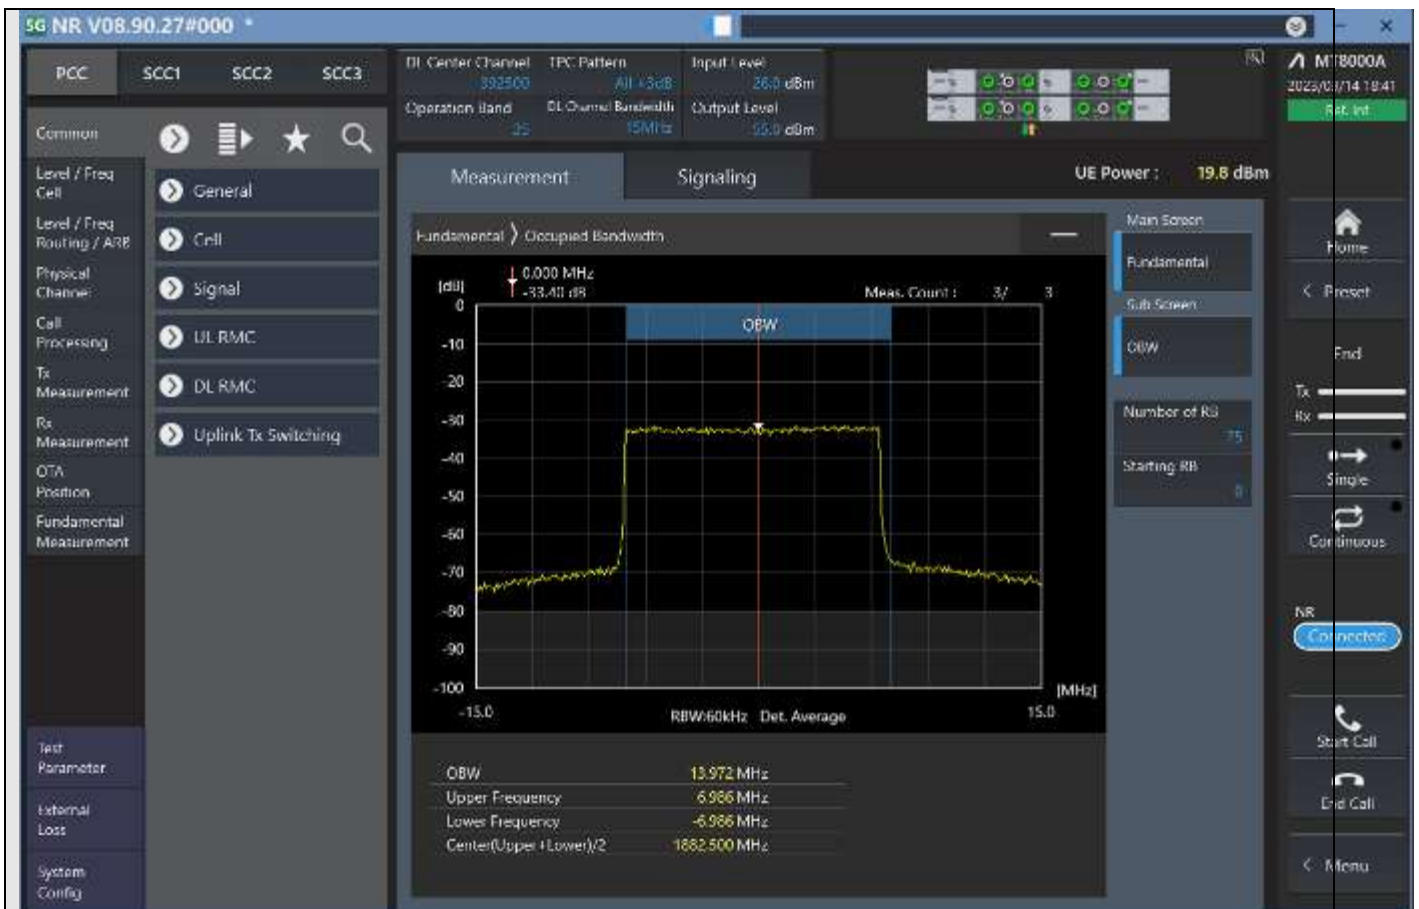 5G NR V08.90.27#000 *
PCC SCC1 SCC2 SCC3
DL Center Channel TPC Pattern Input Level
392500 All +3dB 26.0 dBm
Operation Band DL Channel Bandwidth Output Level
25 15MHz -55.0 dBm
MT8000A
2023/03/14 18:41
Rst. Int
Common
Level / Freq
Cell
Level / Freq
Routing / ARB
Physical
Channel
Call
Processing
Tx
Measurement
Rx
Measurement
OTA
Position
Fundamental
Measurement
Test
Parameter
External
Loss
System
Config
General
Cell
Signal
UL RMC
DL RMC
Uplink Tx Switching
Measurement Signaling
UE Power : 19.8 dBm
Fundamental Occupied Bandwidth
0.000 MHz
-33.40 dB
[dB]
Meas. Count : 3/ 3
OBW
0
-10
-20
-30
-40
-50
-60
-70
-80
-90
-100
[MHz]
-15.0 RBW:60kHz Det. Average 15.0
OBW 13.972 MHz
Upper Frequency 6.986 MHz
Lower Frequency -6.986 MHz
Center(Upper+Lower)/2 1882.500 MHz
Main Screen
Fundamental
Sub Screen
OBW
Number of RB
75
Starting RB
0
Home
< Preset
End
Tx
Rx
Single
Continuous
NR
Connected
Start Call
End Call
< Menu